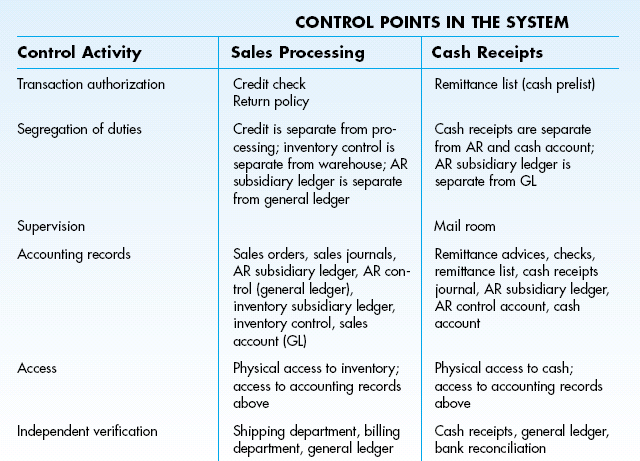 CONTROL POINTS IN THE SYSTEM
Control Activity Sales Processing Cash Receipts
Transaction authorization Credit check Remittance list (cash prelist)
Return policy
Segregation of duties Credit is separate from pro- Cash receipts are separate
cessing; inventory control is from AR and cash account;
separate from warehouse; AR AR subsidiary ledger is
subsidiary ledger is separate separate from GL
from general ledger
Supervision Mail room
Accounting records Sales orders, sales journals, Remittance advices, checks,
AR subsidiary ledger, AR con- remittance list, cash receipts
trol (general ledger), journal, AR subsidiary ledger,
inventory subsidiary ledger, AR control account, cash
inventory control, sales account
account (GL)
Access Physical access to inventory; Physical access to cash;
access to accounting records access to accounting records
above above
Independent verification Shipping department, billing Cash receipts, general ledger,
department, general ledger bank reconciliation